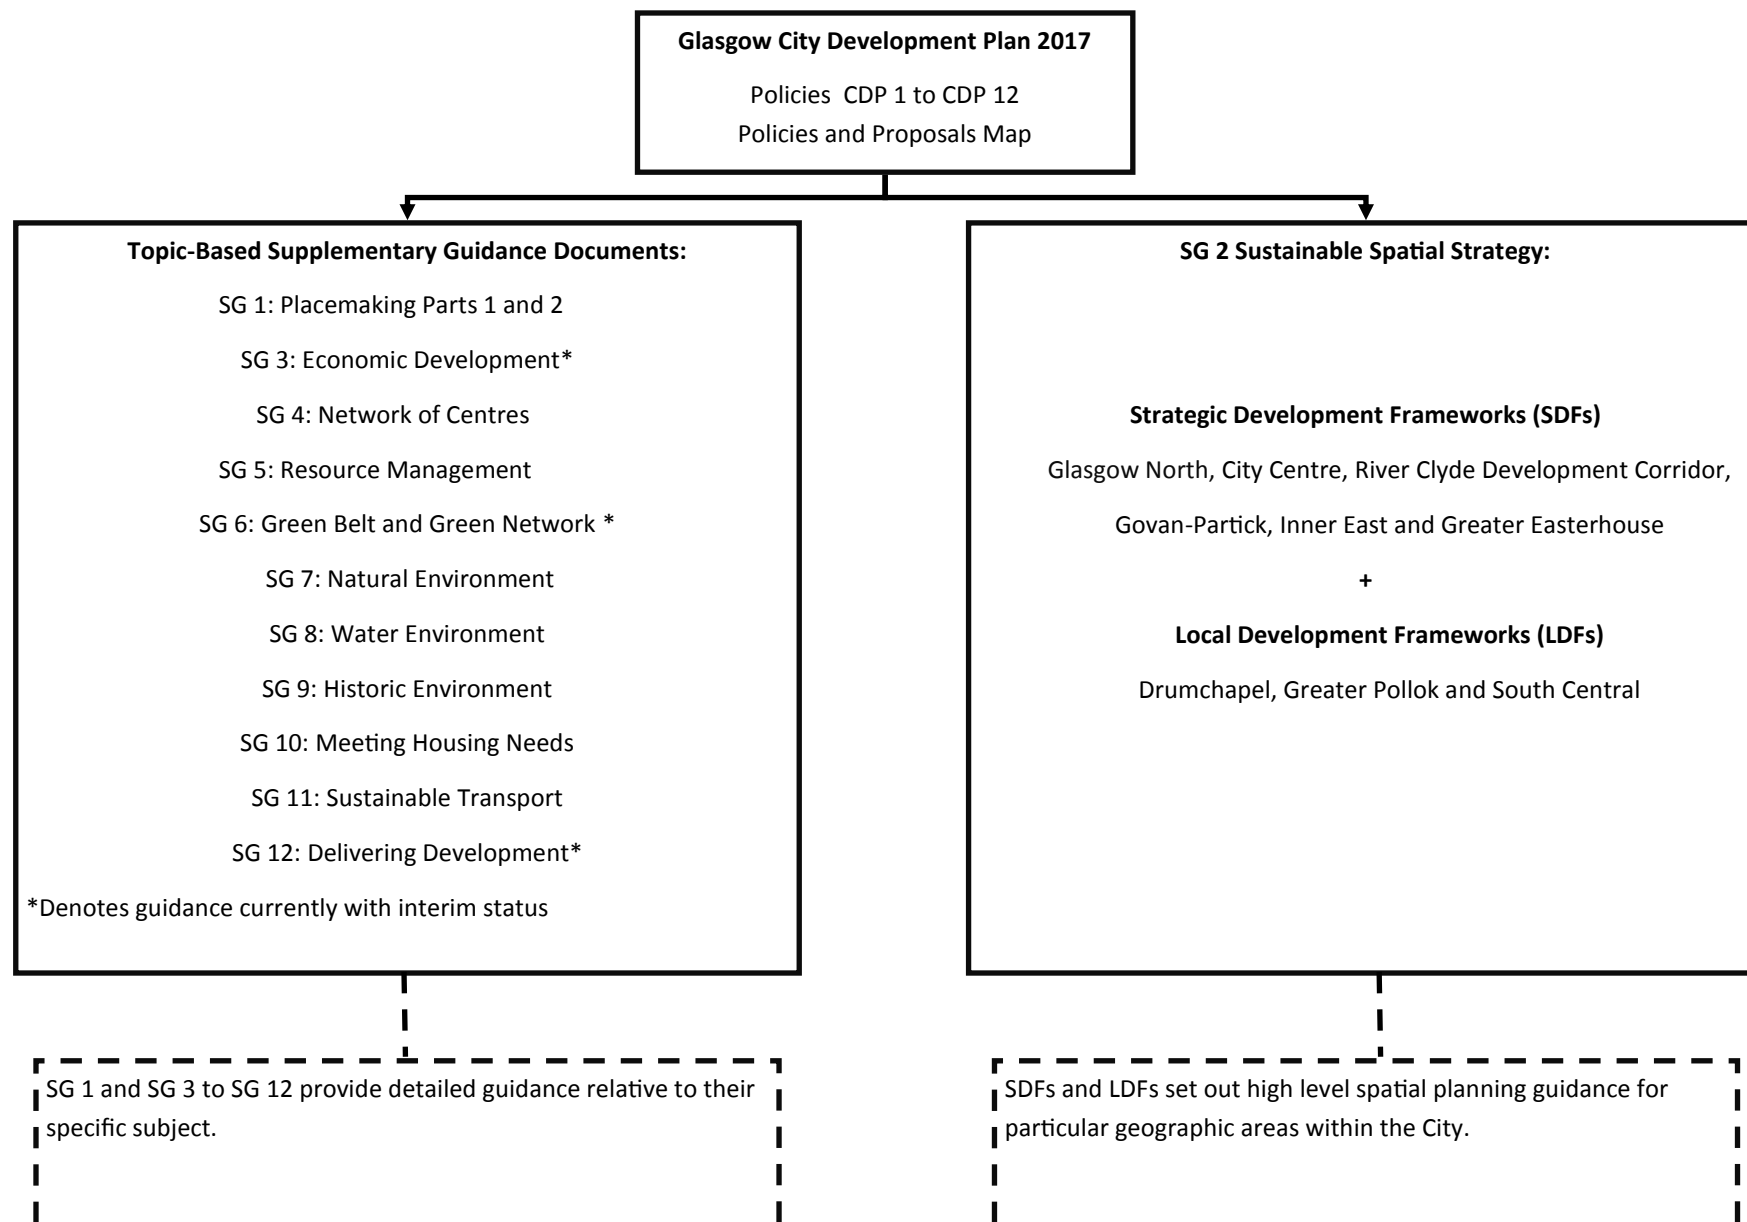 Glasgow City Development Plan 2017
Policies CDP 1 to CDP 12
Policies and Proposals Map
Topic-Based Supplementary Guidance Documents:
SG 1: Placemaking Parts 1 and 2
SG 3: Economic Development*
SG 4: Network of Centres
SG 5: Resource Management
SG 6: Green Belt and Green Network *
SG 7: Natural Environment
SG 8: Water Environment
SG 9: Historic Environment
SG 10: Meeting Housing Needs
SG 11: Sustainable Transport
SG 12: Delivering Development*
*Denotes guidance currently with interim status
SG 2 Sustainable Spatial Strategy:
Strategic Development Frameworks (SDFs)
Glasgow North, City Centre, River Clyde Development Corridor,
Govan-Partick, Inner East and Greater Easterhouse
+
Local Development Frameworks (LDFs)
Drumchapel, Greater Pollok and South Central
SG 1 and SG 3 to SG 12 provide detailed guidance relative to their
specific subject.
SDFs and LDFs set out high level spatial planning guidance for
particular geographic areas within the City.